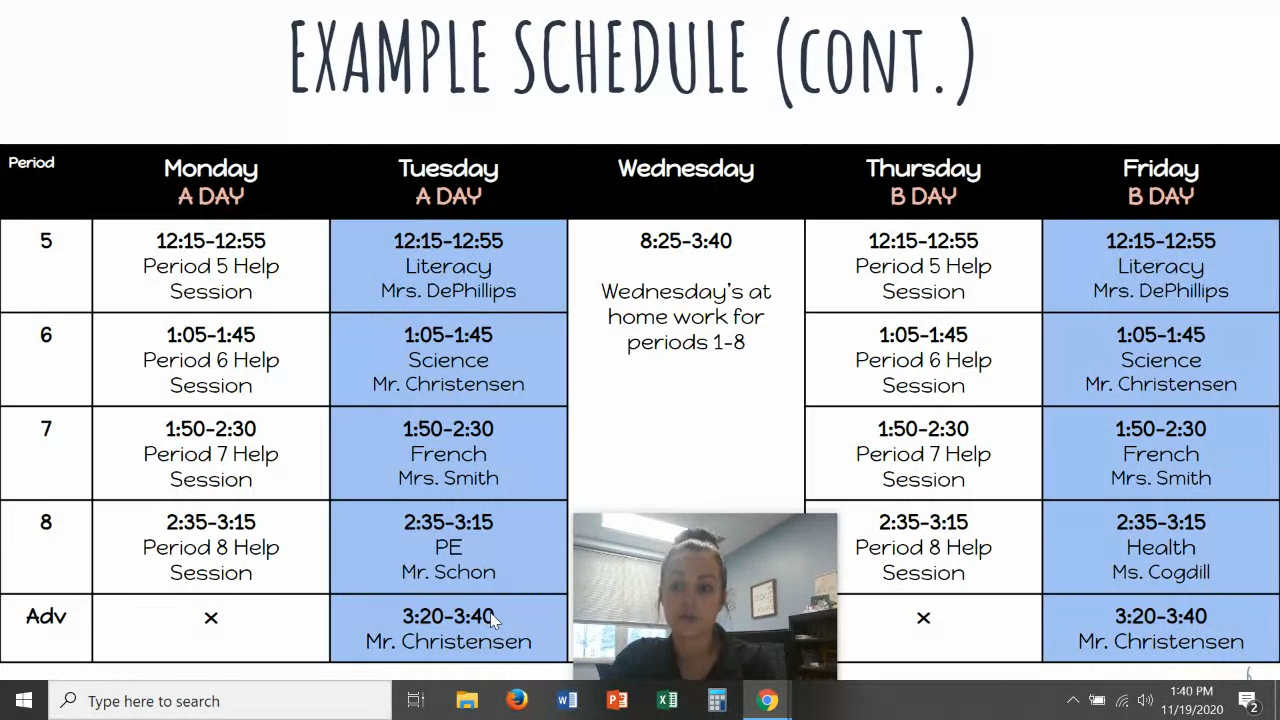 EXAMPLE SCHEDULE (CONT.)
Period
Monday
A DAY
Tuesday
A DAY
Wednesday
Thursday
B DAY
Friday
B DAY
5
12:15-12:55
Period 5 Help
Session
12:15-12:55
Literacy
Mrs. DePhillips
8:25-3:40
Wednesday's at
home work for
periods 1-8
12:15-12:55
Period 5 Help
Session
12:15-12:55
Literacy
Mrs. DePhillips
6
1:05-1:45
Period 6 Help
Session
1:05-1:45
Science
Mr. Christensen
1:05-1:45
Period 6 Help
Session
1:05-1:45
Science
Mr. Christensen
7
1:50-2:30
Period 7 Help
Session
1:50-2:30
French
Mrs. Smith
1:50-2:30
Period 7 Help
Session
1:50-2:30
French
Mrs. Smith
8
2:35-3:15
Period 8 Help
Session
2:35-3:15
PE
Mr. Schon
2:35-3:15
Period 8 Help
Session
2:35-3:15
Health
Ms. Cogdill
Adv
x
3:20-3:40
Mr. Christensen
x
3:20-3:40
Mr. Christensen
Type here to search
1:40 PM
11/19/2020
2